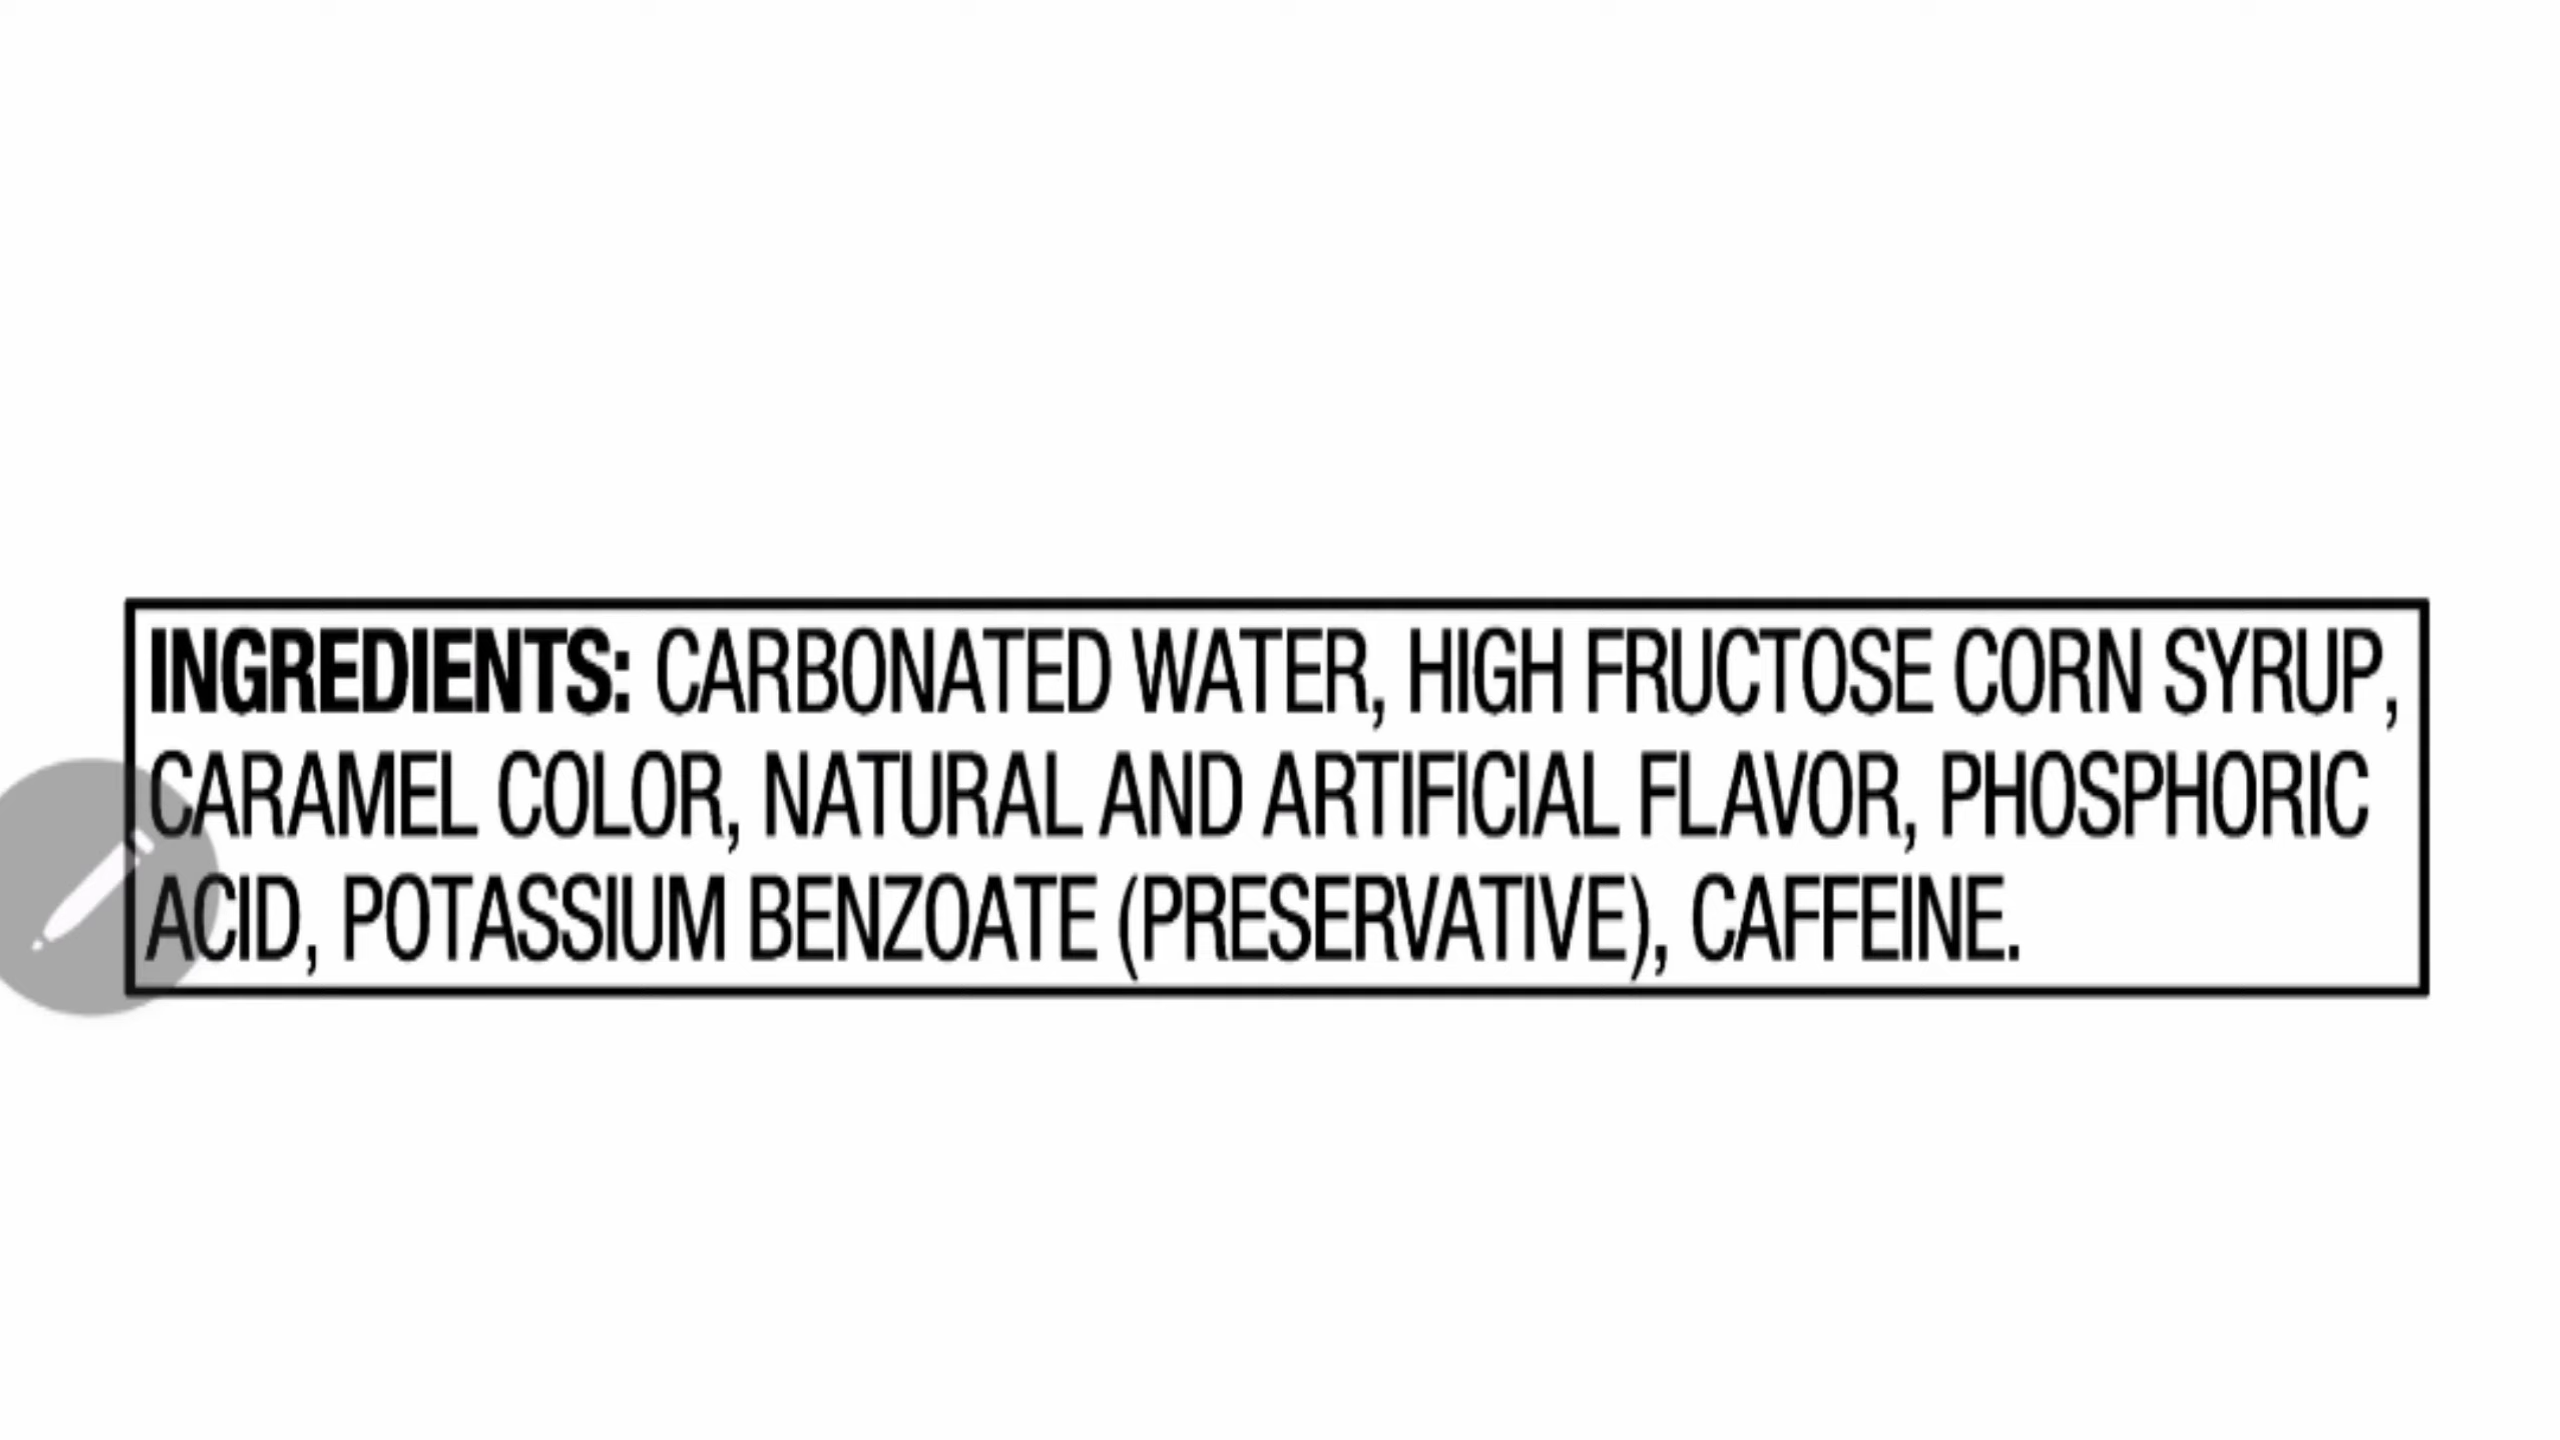 INGREDIENTS: CARBONATED WATER, HIGH FRUCTOSE CORN SYRUP,
CARAMEL COLOR, NATURAL AND ARTIFICIAL FLAVOR, PHOSPHORIC
ACID, POTASSIUM BENZOATE (PRESERVATIVE), CAFFEINE.